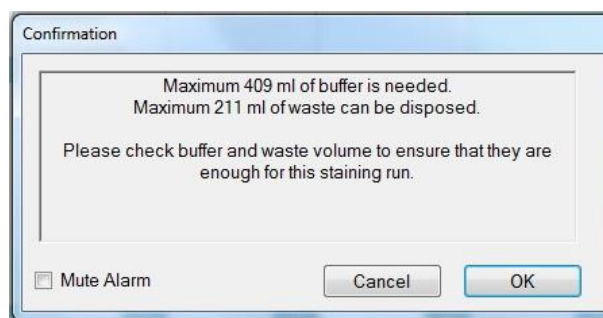 Confirmation
Maximum 409 ml of buffer is needed.
Maximum 211 ml of waste can be disposed.
Please check buffer and waste volume to ensure that they are
enough for this staining run.
Mute Alarm
Cancel
OK